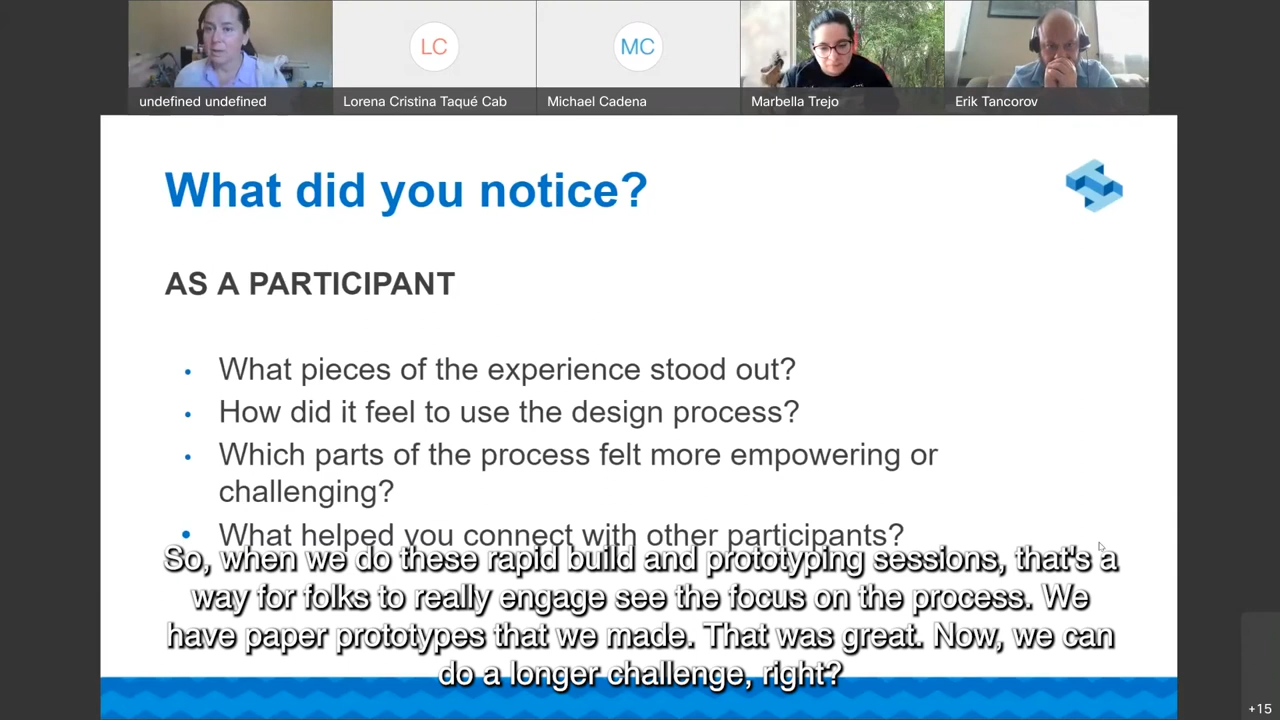 LC
MC
undefined undefined
Lorena Cristina Taqué Cab
Michael Cadena
Marbella Trejo
Erik Tancorov
What did you notice?
AS A PARTICIPANT
• What pieces of the experience stood out?
• How did it feel to use the design process?
• Which parts of the process felt more empowering or
challenging?
• What helped you connect with other participants?
So, when we do these rapid build and prototyping sessions, that's a
way for folks to really engage see the focus on the process. We
have paper prototypes that we made. That was great. Now, we can
do a longer challenge, right?
+15